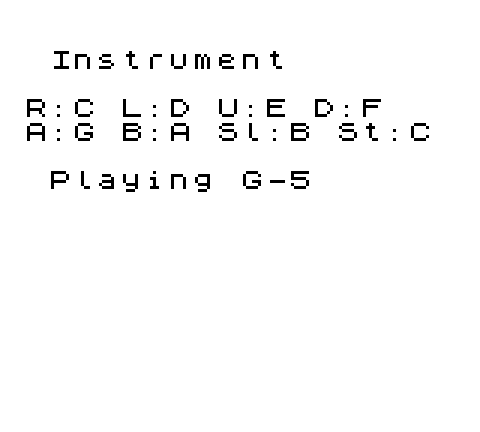 Instrument
R:C L:D U:E D:F
A:G B:A Sl:B St:C
Playing G-5